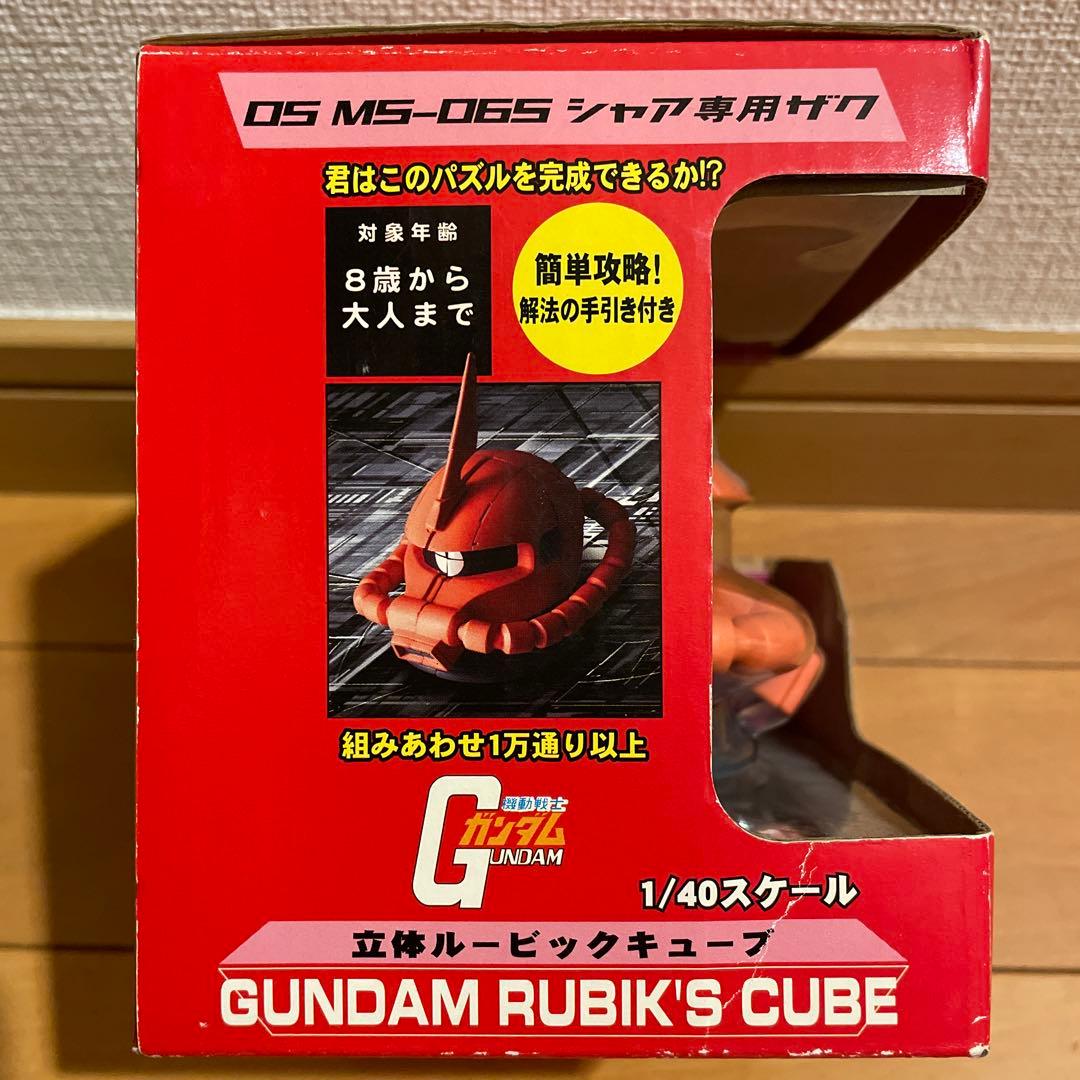 05 MS-06S シャア専用ザク
君はこのパズルを完成できるか!?
対象年齢
8歳から
大人まで
簡単攻略!
解法の手引き付き
組みあわせ1万通り以上
機動戦士
ガンダム
GUNDAM
1/40スケール
立体ルービックキューブ
GUNDAM RUBIK'S CUBE